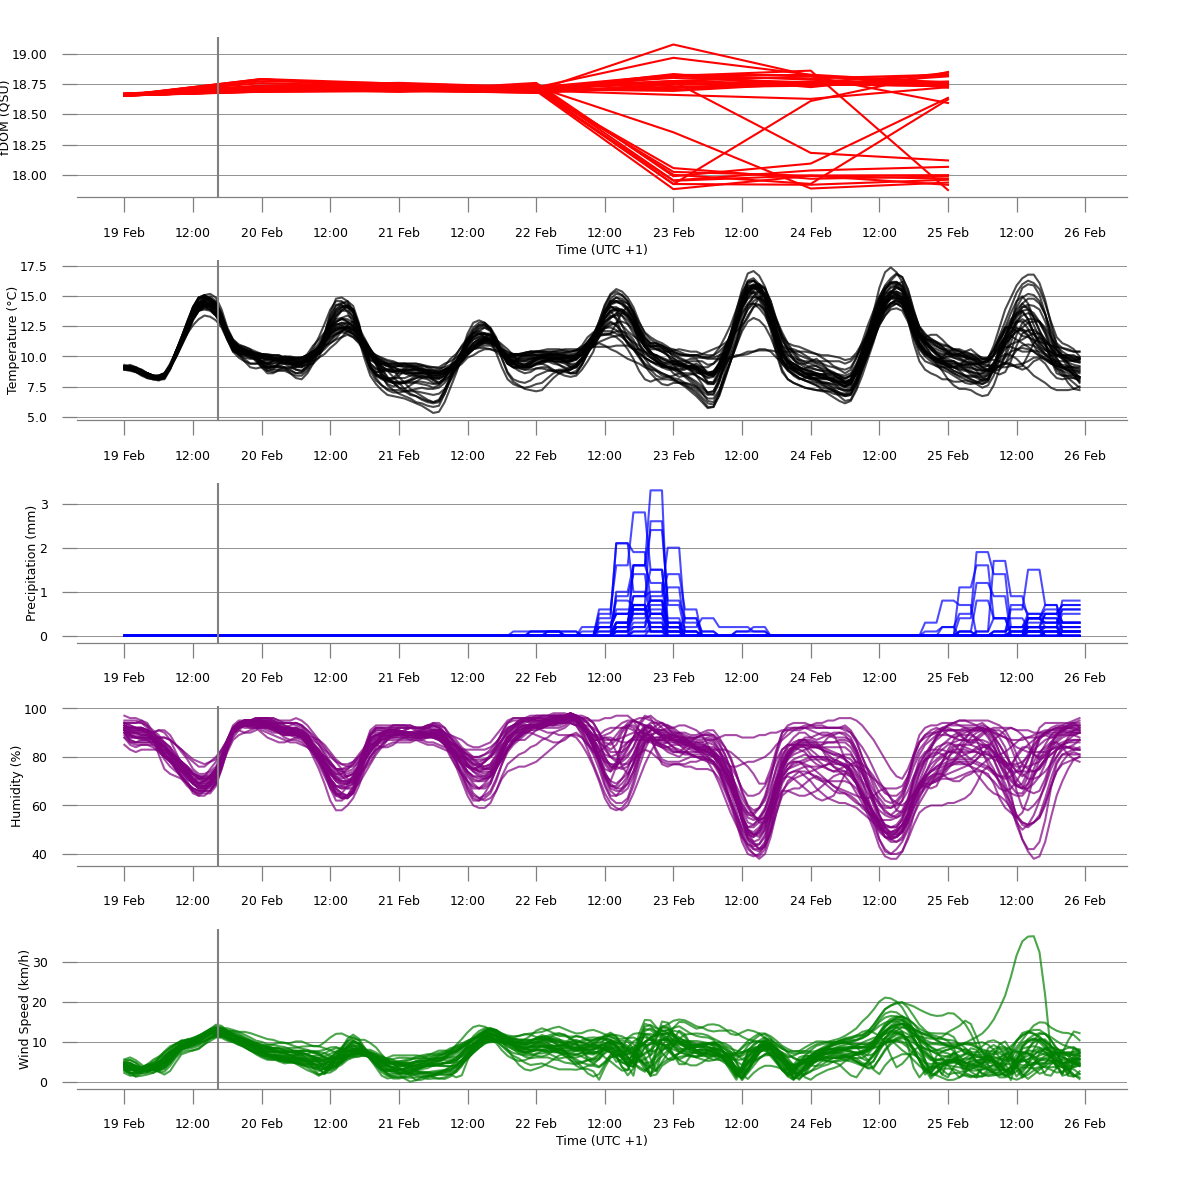 19.00
18.75
18.50
18.25
18.00
fDOM (QSU)
19 Feb 12:00 20 Feb 12:00 21 Feb 12:00 22 Feb 12:00 23 Feb 12:00 24 Feb 12:00 25 Feb 12:00 26 Feb
Time (UTC +1)
17.5
15.0
12.5
10.0
7.5
5.0
Temperature (°C)
19 Feb 12:00 20 Feb 12:00 21 Feb 12:00 22 Feb 12:00 23 Feb 12:00 24 Feb 12:00 25 Feb 12:00 26 Feb
3
2
1
0
Precipitation (mm)
19 Feb 12:00 20 Feb 12:00 21 Feb 12:00 22 Feb 12:00 23 Feb 12:00 24 Feb 12:00 25 Feb 12:00 26 Feb
100
80
60
40
Humidity (%)
19 Feb 12:00 20 Feb 12:00 21 Feb 12:00 22 Feb 12:00 23 Feb 12:00 24 Feb 12:00 25 Feb 12:00 26 Feb
30
20
10
0
Wind Speed (km/h)
19 Feb 12:00 20 Feb 12:00 21 Feb 12:00 22 Feb 12:00 23 Feb 12:00 24 Feb 12:00 25 Feb 12:00 26 Feb
Time (UTC +1)